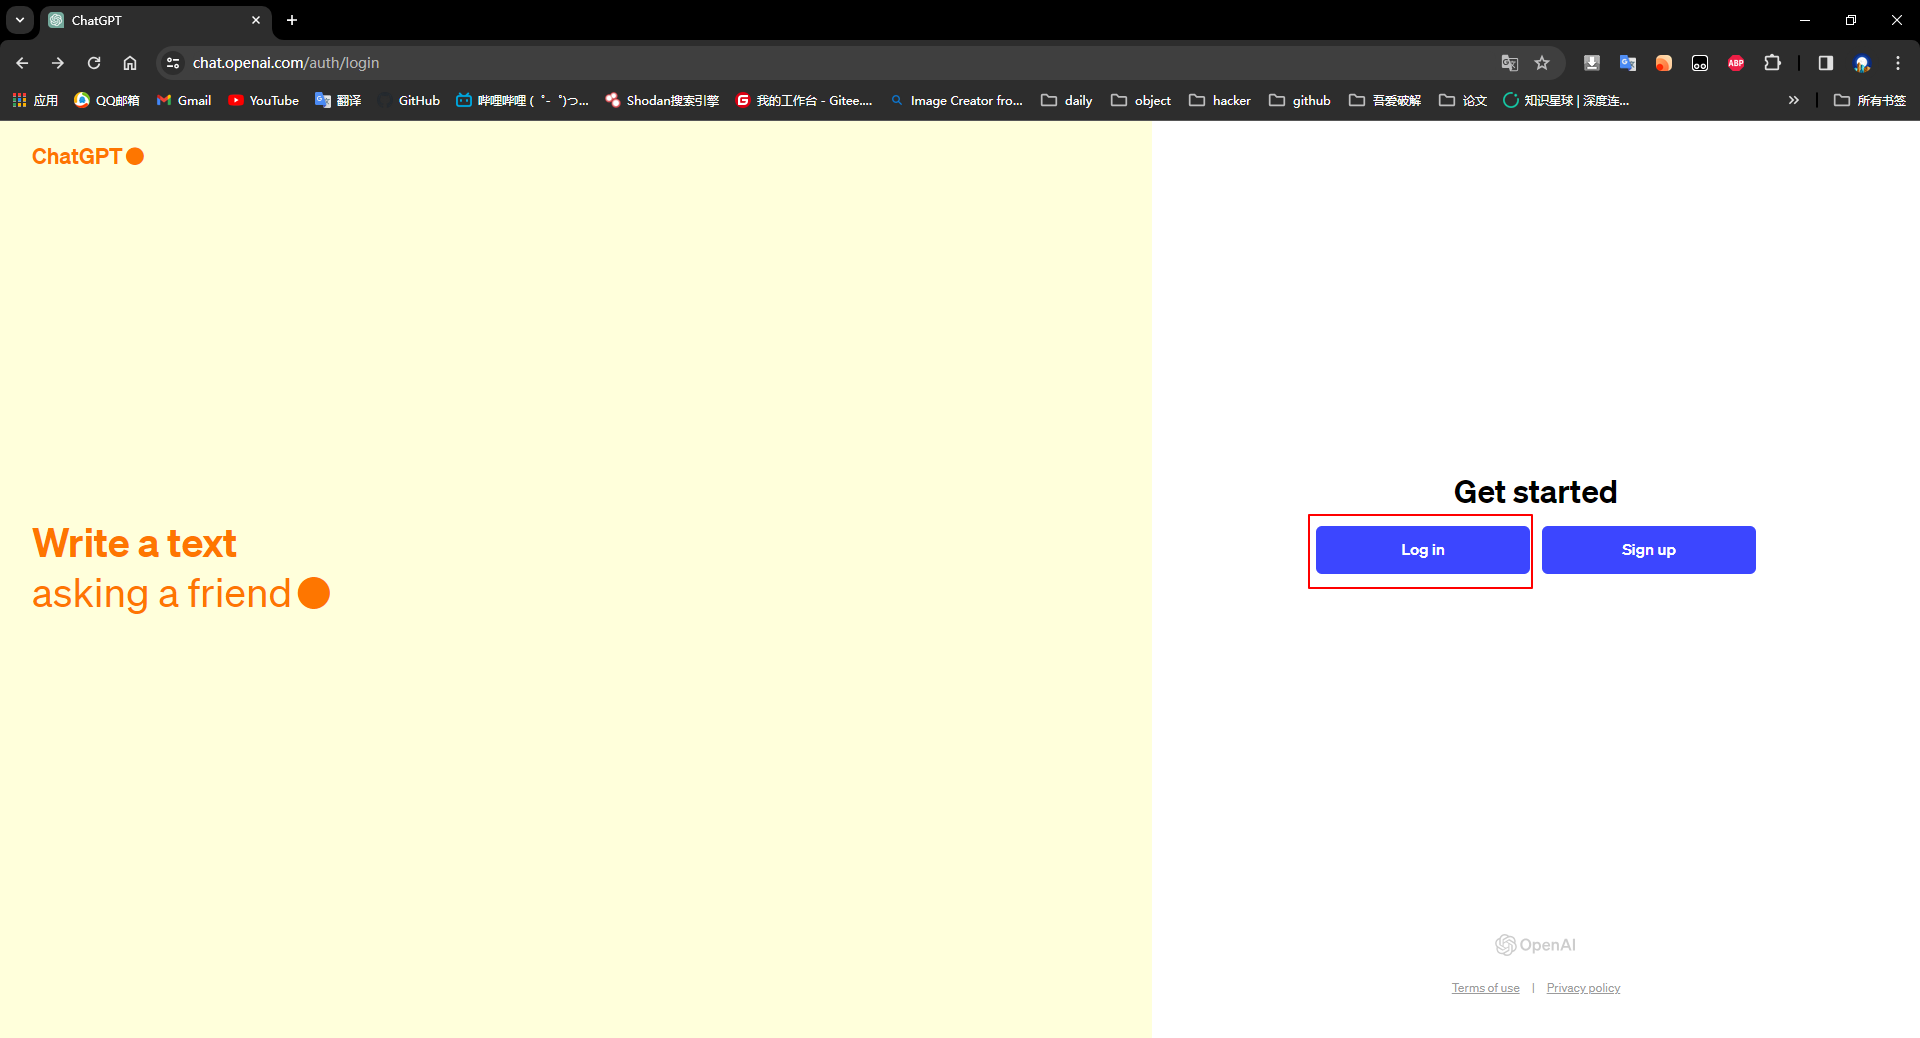 ChatGPT
chat.openai.com/auth/login
ABP
应用 QQ邮箱 Gmail YouTube 翻译 GitHub 哔哩哔哩 ( ゜- ゜)つ... Shodan搜索引擎 我的工作台 - Gitee.... Image Creator fro... daily object hacker github 吾爱破解 论文 知识星球 | 深度连... » 所有书签
ChatGPT
Write a text
asking a friend
Get started
Log in Sign up
OpenAI
Terms of use | Privacy policy